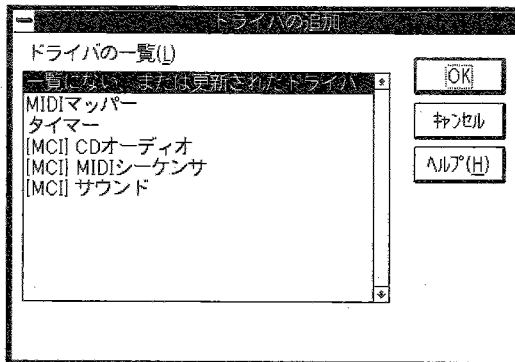 ドライバの追加
ドライバの一覧(L)
一覧にない、または更新されたドライバ
MIDIマッパー
タイマー
[MCI] CDオーディオ
[MCI] MIDIシーケンサ
[MCI] サウンド
OK
ｷｬﾝｾﾙ
ﾍﾙﾌﾟ(H)